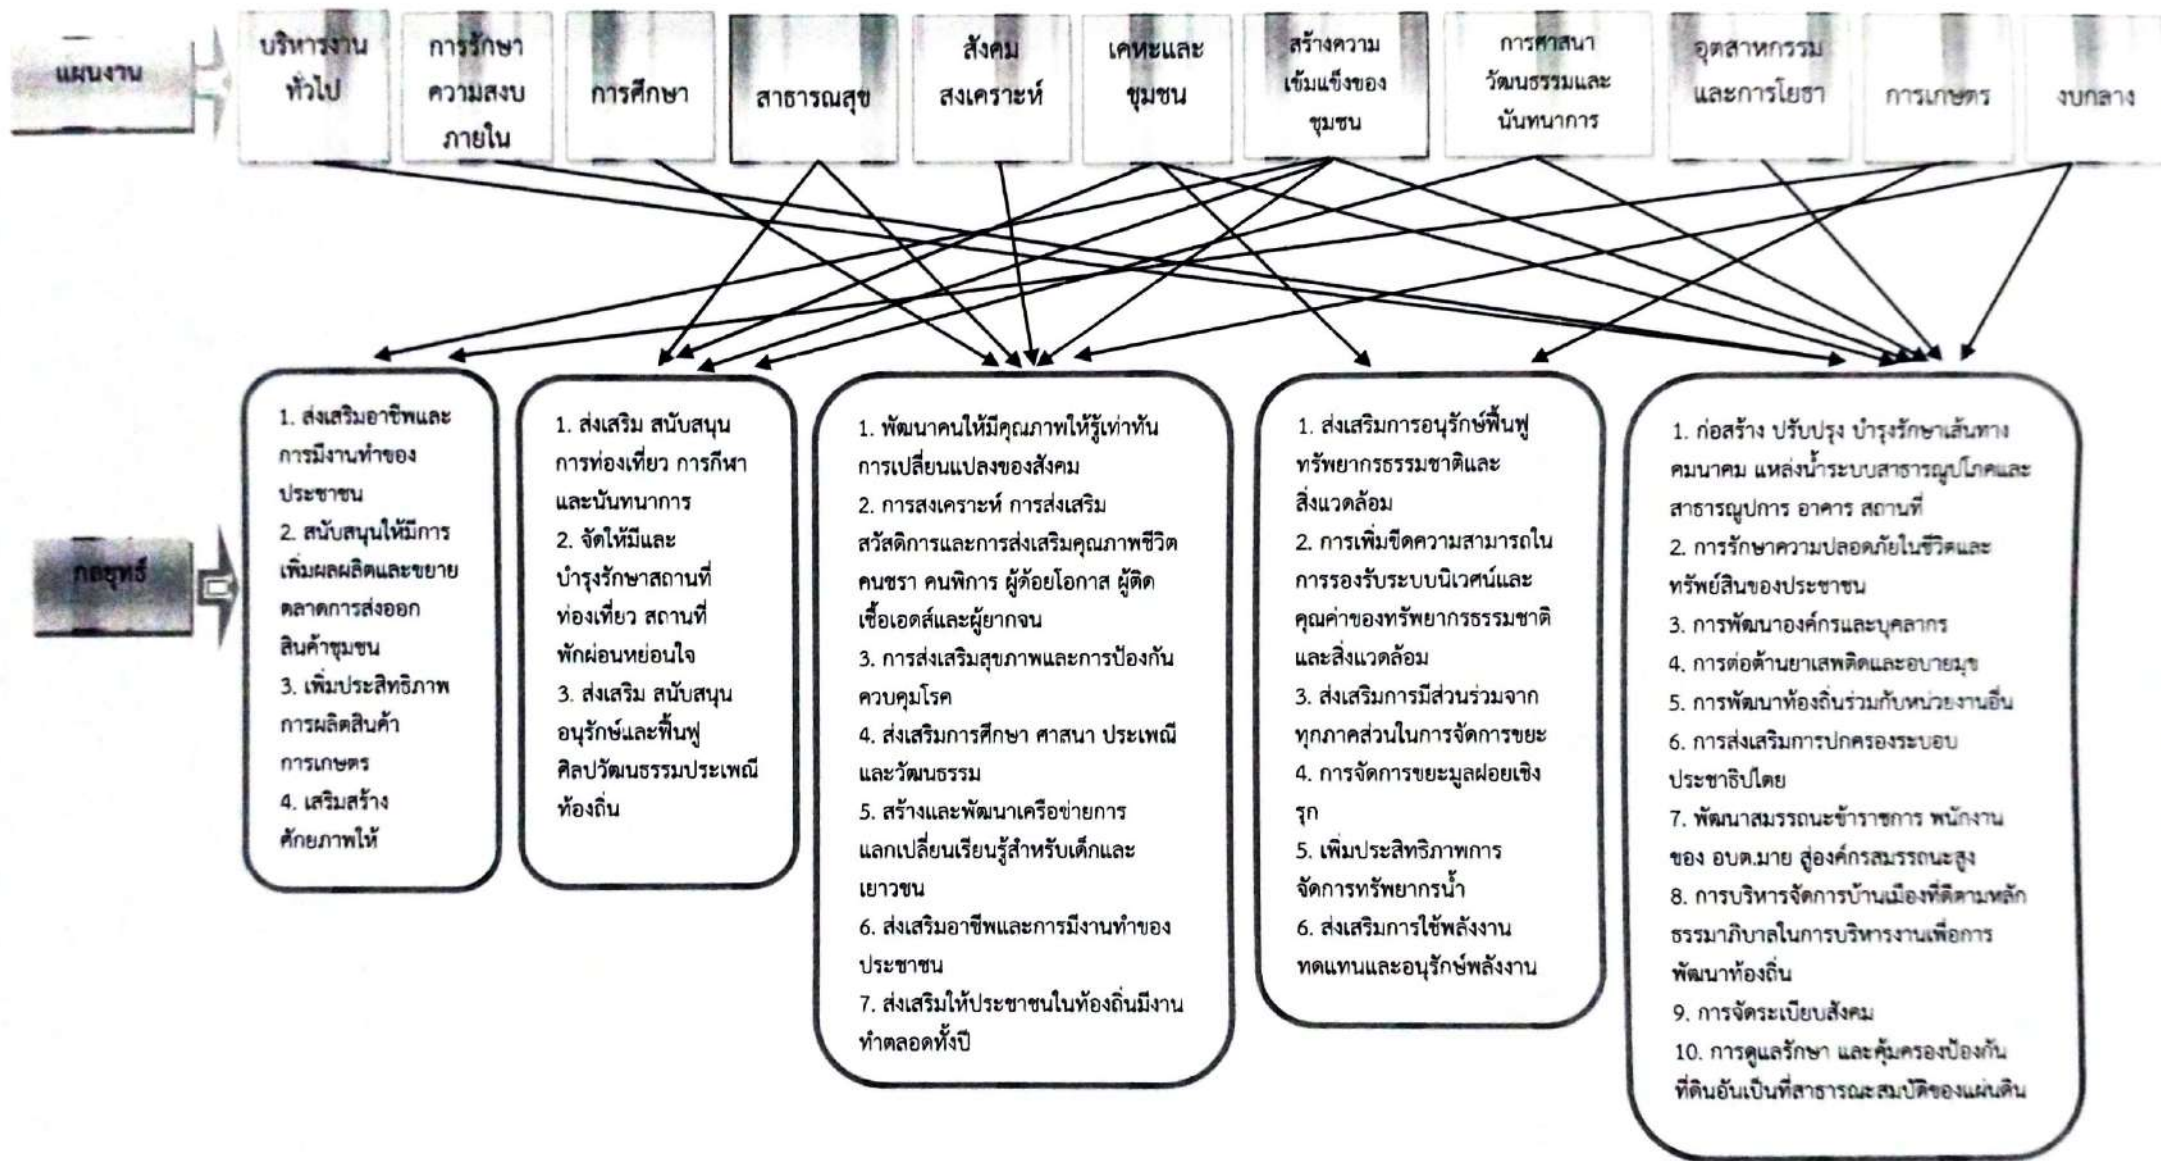 แผนงาน
บริหารงาน
ทั่วไป
การรักษา
ความสงบ
ภายใน
การศึกษา
สาธารณสุข
สังคม
สงเคราะห์
เคหะและ
ชุมชน
สร้างความ
เข้มแข็งของ
ชุมชน
การศาสนา
วัฒนธรรมและ
นันทนาการ
อุตสาหกรรม
และการโยธา
การเกษตร
งบกลาง
กลยุทธ์
1. ส่งเสริมอาชีพและ
การมีงานทำของ
ประชาชน
2. สนับสนุนให้มีการ
เพิ่มผลผลิตและขยาย
ตลาดการส่งออก
สินค้าชุมชน
3. เพิ่มประสิทธิภาพ
การผลิตสินค้า
การเกษตร
4. เสริมสร้าง
ศักยภาพให้
1. ส่งเสริม สนับสนุน
การท่องเที่ยว การกีฬา
และนันทนาการ
2. จัดให้มีและ
บำรุงรักษาสถานที่
ท่องเที่ยว สถานที่
พักผ่อนหย่อนใจ
3. ส่งเสริม สนับสนุน
อนุรักษ์และฟื้นฟู
ศิลปวัฒนธรรมประเพณี
ท้องถิ่น
1. พัฒนาคนให้มีคุณภาพให้รู้เท่าทัน
การเปลี่ยนแปลงของสังคม
2. การสงเคราะห์ การส่งเสริม
สวัสดิการและการส่งเสริมคุณภาพชีวิต
คนชรา คนพิการ ผู้ด้อยโอกาส ผู้ติด
เชื้อเอดส์และผู้ยากจน
3. การส่งเสริมสุขภาพและการป้องกัน
ควบคุมโรค
4. ส่งเสริมการศึกษา ศาสนา ประเพณี
และวัฒนธรรม
5. สร้างและพัฒนาเครือข่ายการ
แลกเปลี่ยนเรียนรู้สำหรับเด็กและ
เยาวชน
6. ส่งเสริมอาชีพและการมีงานทำของ
ประชาชน
7. ส่งเสริมให้ประชาชนในท้องถิ่นมีงาน
ทำตลอดทั้งปี
1. ส่งเสริมการอนุรักษ์ฟื้นฟู
ทรัพยากรธรรมชาติและ
สิ่งแวดล้อม
2. การเพิ่มขีดความสามารถใน
การรองรับระบบนิเวศน์และ
คุณค่าของทรัพยากรธรรมชาติ
และสิ่งแวดล้อม
3. ส่งเสริมการมีส่วนร่วมจาก
ทุกภาคส่วนในการจัดการขยะ
4. การจัดการขยะมูลฝอยเชิง
รุก
5. เพิ่มประสิทธิภาพการ
จัดการทรัพยากรน้ำ
6. ส่งเสริมการใช้พลังงาน
ทดแทนและอนุรักษ์พลังงาน
1. ก่อสร้าง ปรับปรุง บำรุงรักษาเส้นทาง
คมนาคม แหล่งน้ำระบบสาธารณูปโภคและ
สาธารณูปการ อาคาร สถานที่
2. การรักษาความปลอดภัยในชีวิตและ
ทรัพย์สินของประชาชน
3. การพัฒนาองค์กรและบุคลากร
4. การต่อต้านยาเสพติดและอบายมุข
5. การพัฒนาท้องถิ่นร่วมกับหน่วยงานอื่น
6. การส่งเสริมการปกครองระบอบ
ประชาธิปไตย
7. พัฒนาสมรรถนะข้าราชการ พนักงาน
ของ อบต.มาย สู่องค์กรสมรรถนะสูง
8. การบริหารจัดการบ้านเมืองที่ดีตามหลัก
ธรรมาภิบาลในการบริหารงานเพื่อการ
พัฒนาท้องถิ่น
9. การจัดระเบียบสังคม
10. การดูแลรักษา และคุ้มครองป้องกัน
ที่ดินอันเป็นที่สาธารณะสมบัติของแผ่นดิน